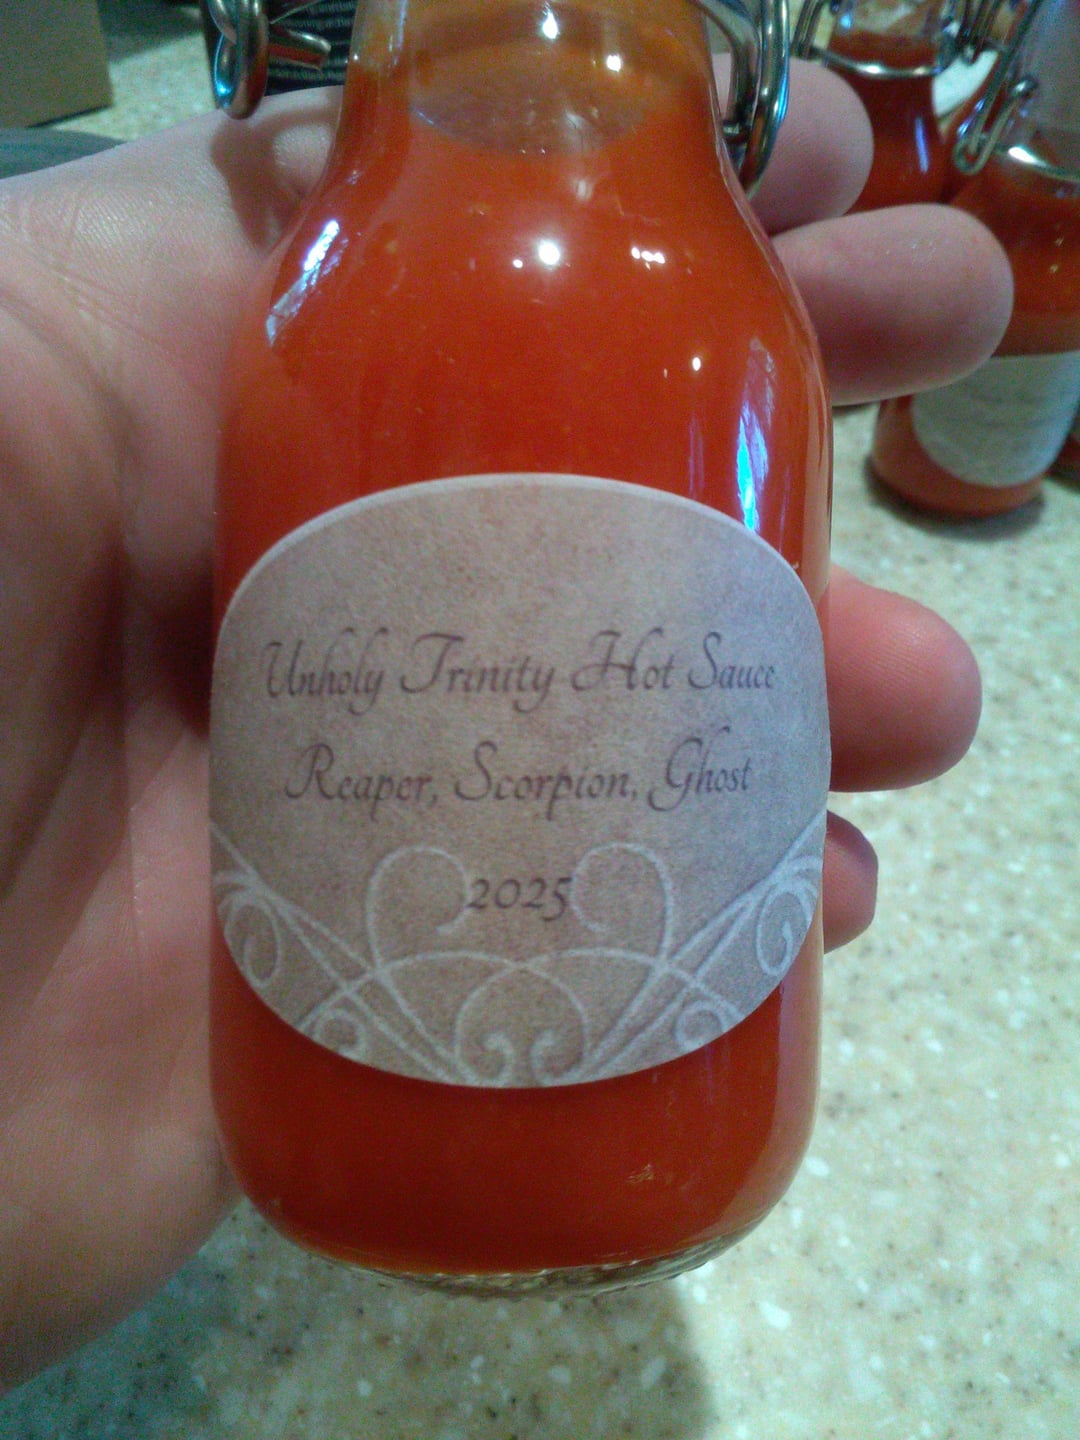 Unholy Trinity Hot Sauce
Reaper, Scorpion, Ghost
2025